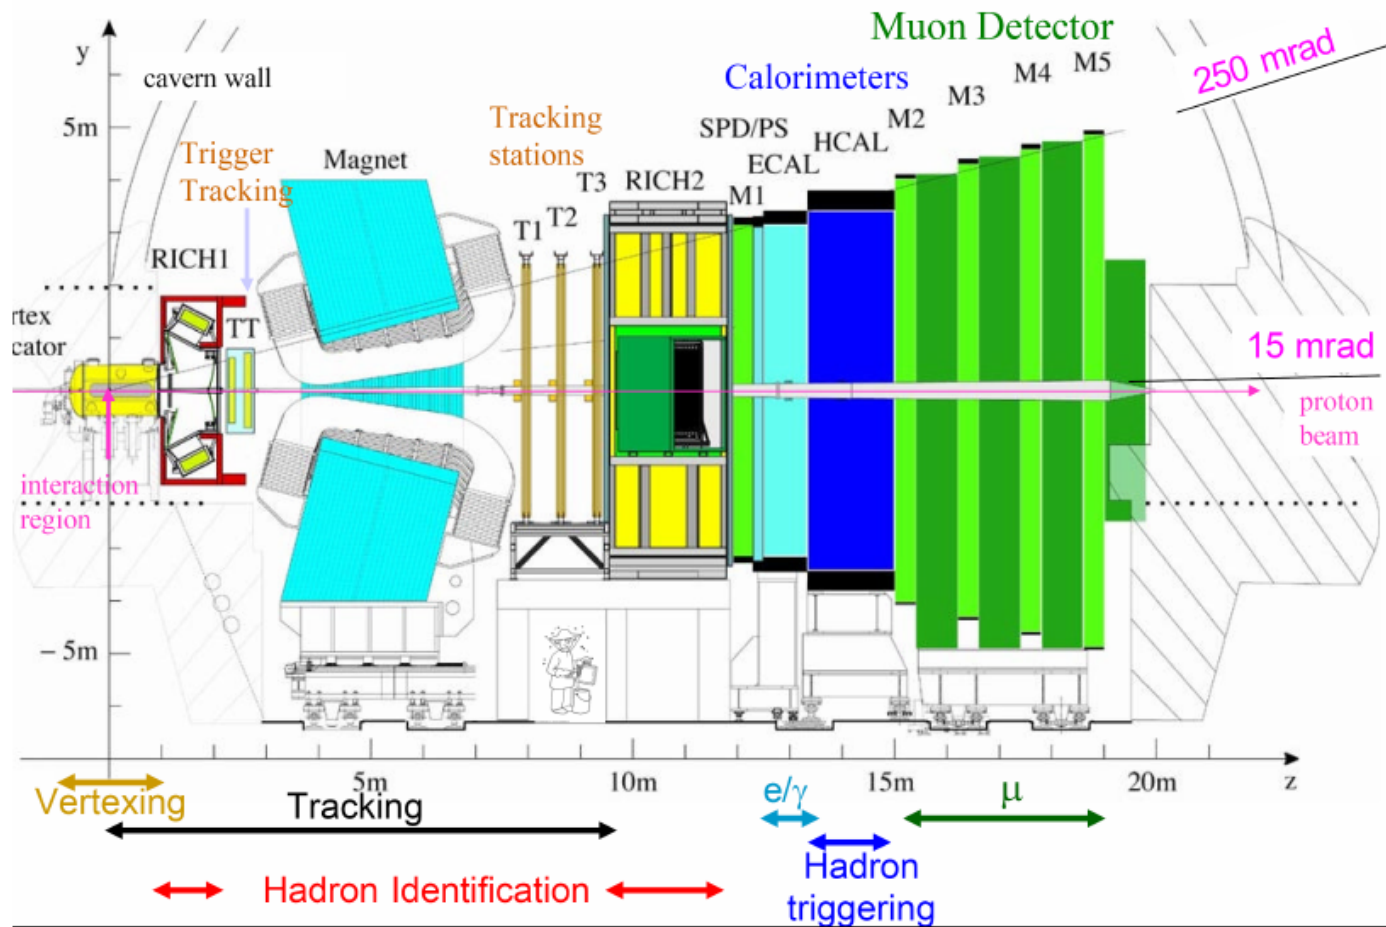 Muon Detector
y
cavern wall
250 mrad
M5
M4
Calorimeters
M3
M2
5m
Tracking
stations
SPD/PS
HCAL
ECAL
Trigger
Tracking
Magnet
T3
RICH2
M1
T2
T1
RICH1
rtex
cator
TT
15 mrad
proton
beam
interaction
region
− 5m
5m
10m
15m
20m
z
Vertexing
Tracking
e/γ
μ
Hadron Identification
Hadron
triggering